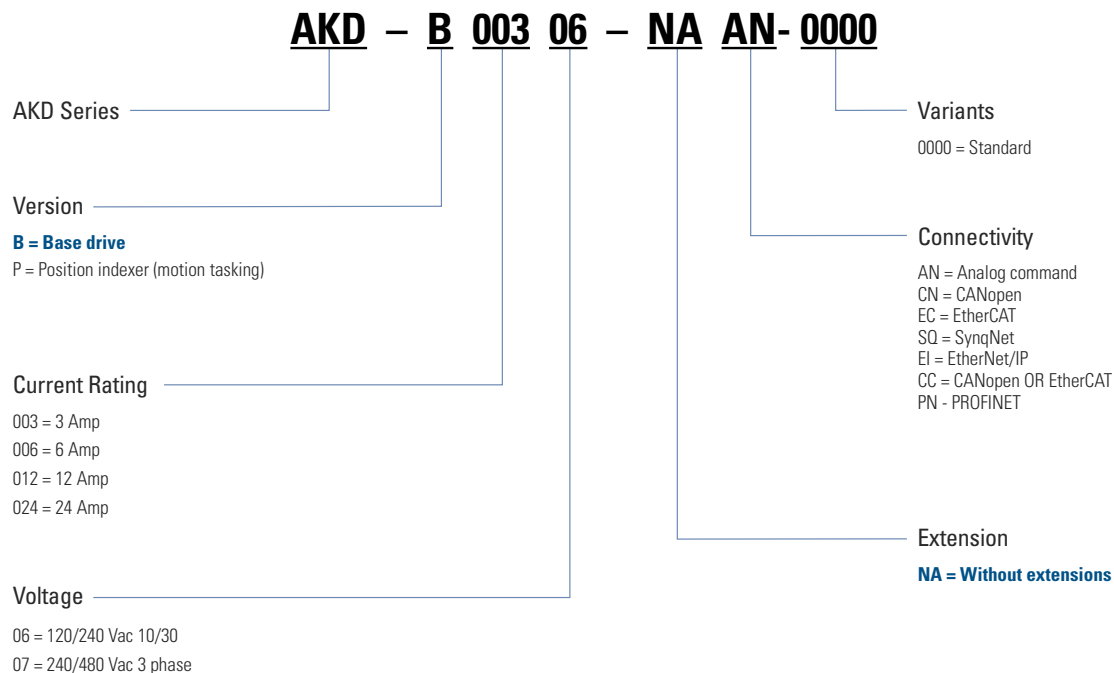 AKD – B 003 06 – NA AN- 0000
AKD Series
Version
B = Base drive
P = Position indexer (motion tasking)
Current Rating
003 = 3 Amp
006 = 6 Amp
012 = 12 Amp
024 = 24 Amp
Voltage
06 = 120/240 Vac 10/30
07 = 240/480 Vac 3 phase
Variants
0000 = Standard
Connectivity
AN = Analog command
CN = CANopen
EC = EtherCAT
SQ = SynqNet
EI = EtherNet/IP
CC = CANopen OR EtherCAT
PN - PROFINET
Extension
NA = Without extensions